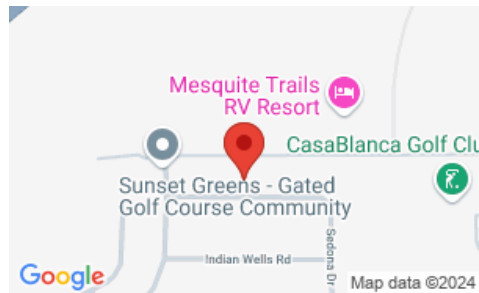 Mesquite Trails
RV Resort
CasaBlanca Golf Clu
Sunset Greens - Gated
Golf Course Community
Sedona Dr
Indian Wells Rd
Google
Map data ©2024